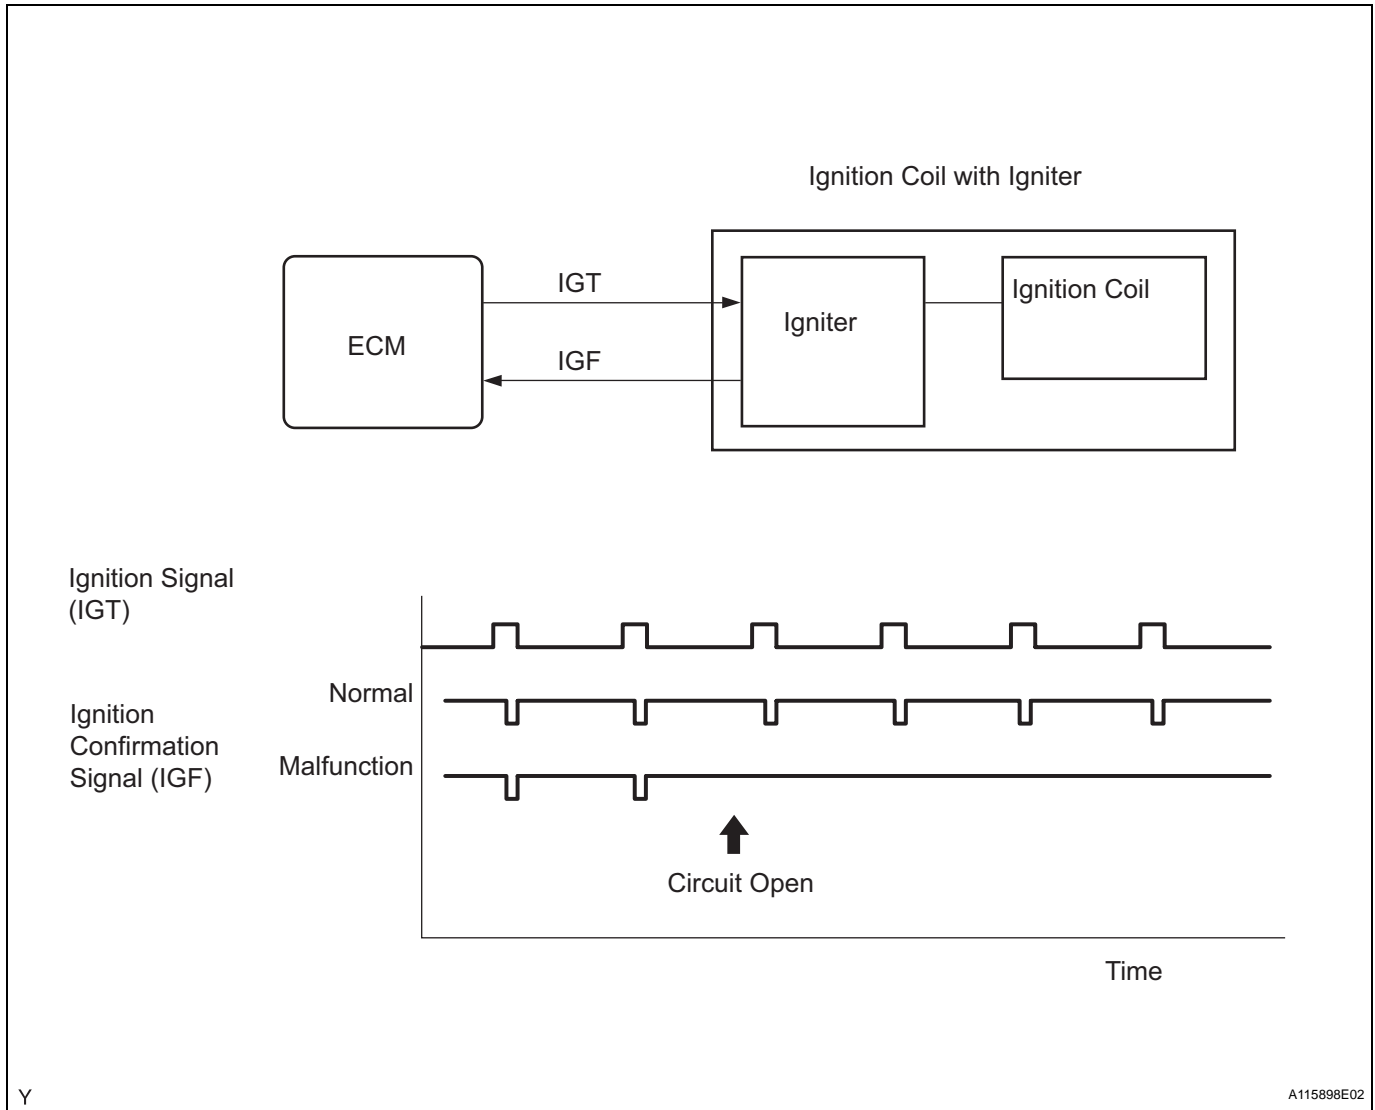 Ignition Coil with Igniter
IGT
Ignition Coil
Igniter
ECM
IGF
Ignition Signal
(IGT)
Normal
Ignition
Confirmation
Signal (IGF)
Malfunction
Circuit Open
Time
Y
A115898E02